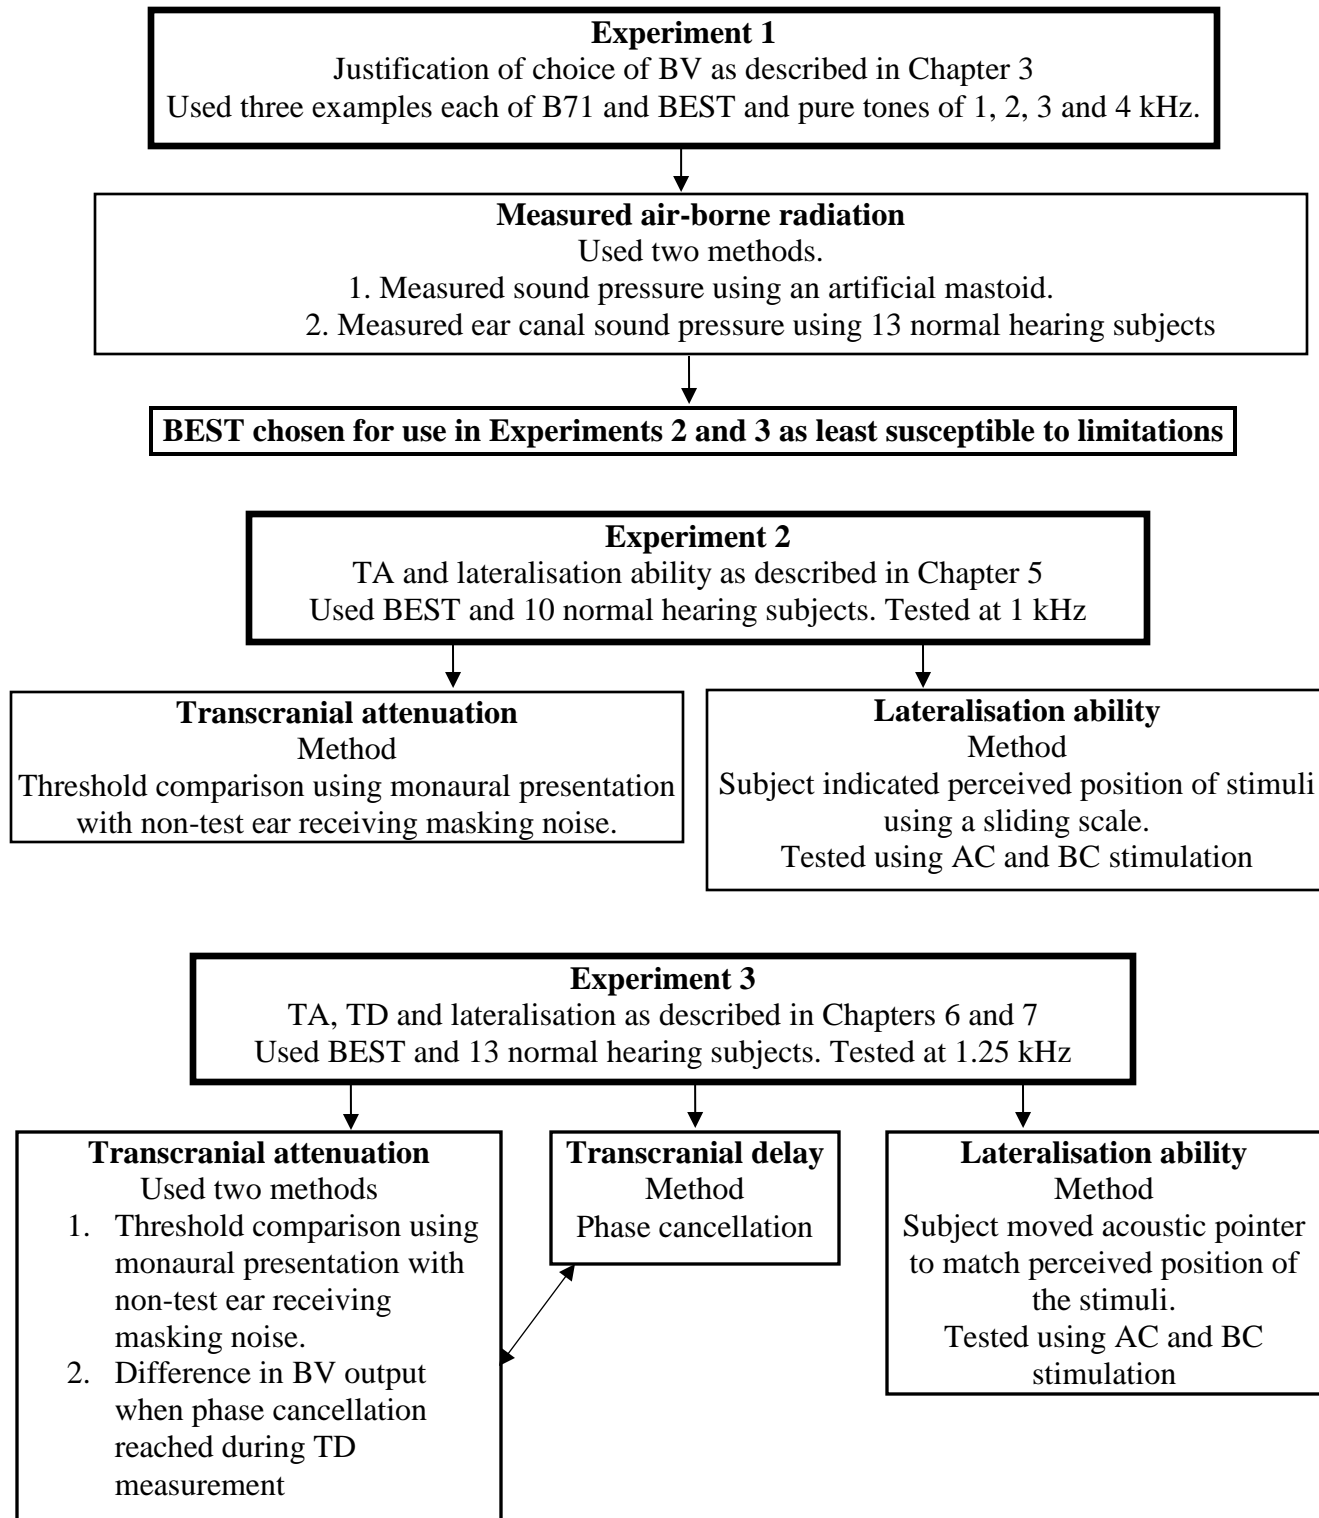 Experiment 1
Justification of choice of BV as described in Chapter 3
Used three examples each of B71 and BEST and pure tones of 1, 2, 3 and 4 kHz.
Measured air-borne radiation
Used two methods.
1. Measured sound pressure using an artificial mastoid.
2. Measured ear canal sound pressure using 13 normal hearing subjects
BEST chosen for use in Experiments 2 and 3 as least susceptible to limitations
Experiment 2
TA and lateralisation ability as described in Chapter 5
Used BEST and 10 normal hearing subjects. Tested at 1 kHz
Transcranial attenuation
Method
Threshold comparison using monaural presentation
with non-test ear receiving masking noise.
Lateralisation ability
Method
Subject indicated perceived position of stimuli
using a sliding scale.
Tested using AC and BC stimulation
Experiment 3
TA, TD and lateralisation as described in Chapters 6 and 7
Used BEST and 13 normal hearing subjects. Tested at 1.25 kHz
Transcranial attenuation
Used two methods
1. Threshold comparison using
monaural presentation with
non-test ear receiving
masking noise.
2. Difference in BV output
when phase cancellation
reached during TD
measurement
Transcranial delay
Method
Phase cancellation
Lateralisation ability
Method
Subject moved acoustic pointer
to match perceived position of
the stimuli.
Tested using AC and BC
stimulation